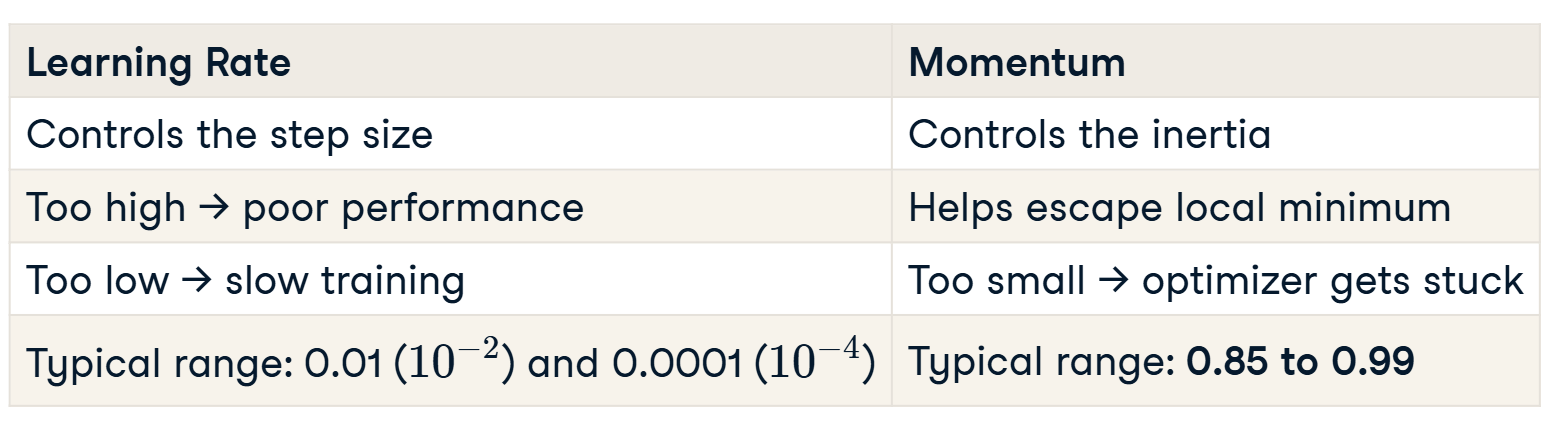 Learning Rate
Momentum
Controls the step size
Controls the inertia
Too high → poor performance
Helps escape local minimum
Too low → slow training
Too small → optimizer gets stuck
Typical range: 0.01 (10⁻²) and 0.0001 (10⁻⁴)
Typical range: 0.85 to 0.99